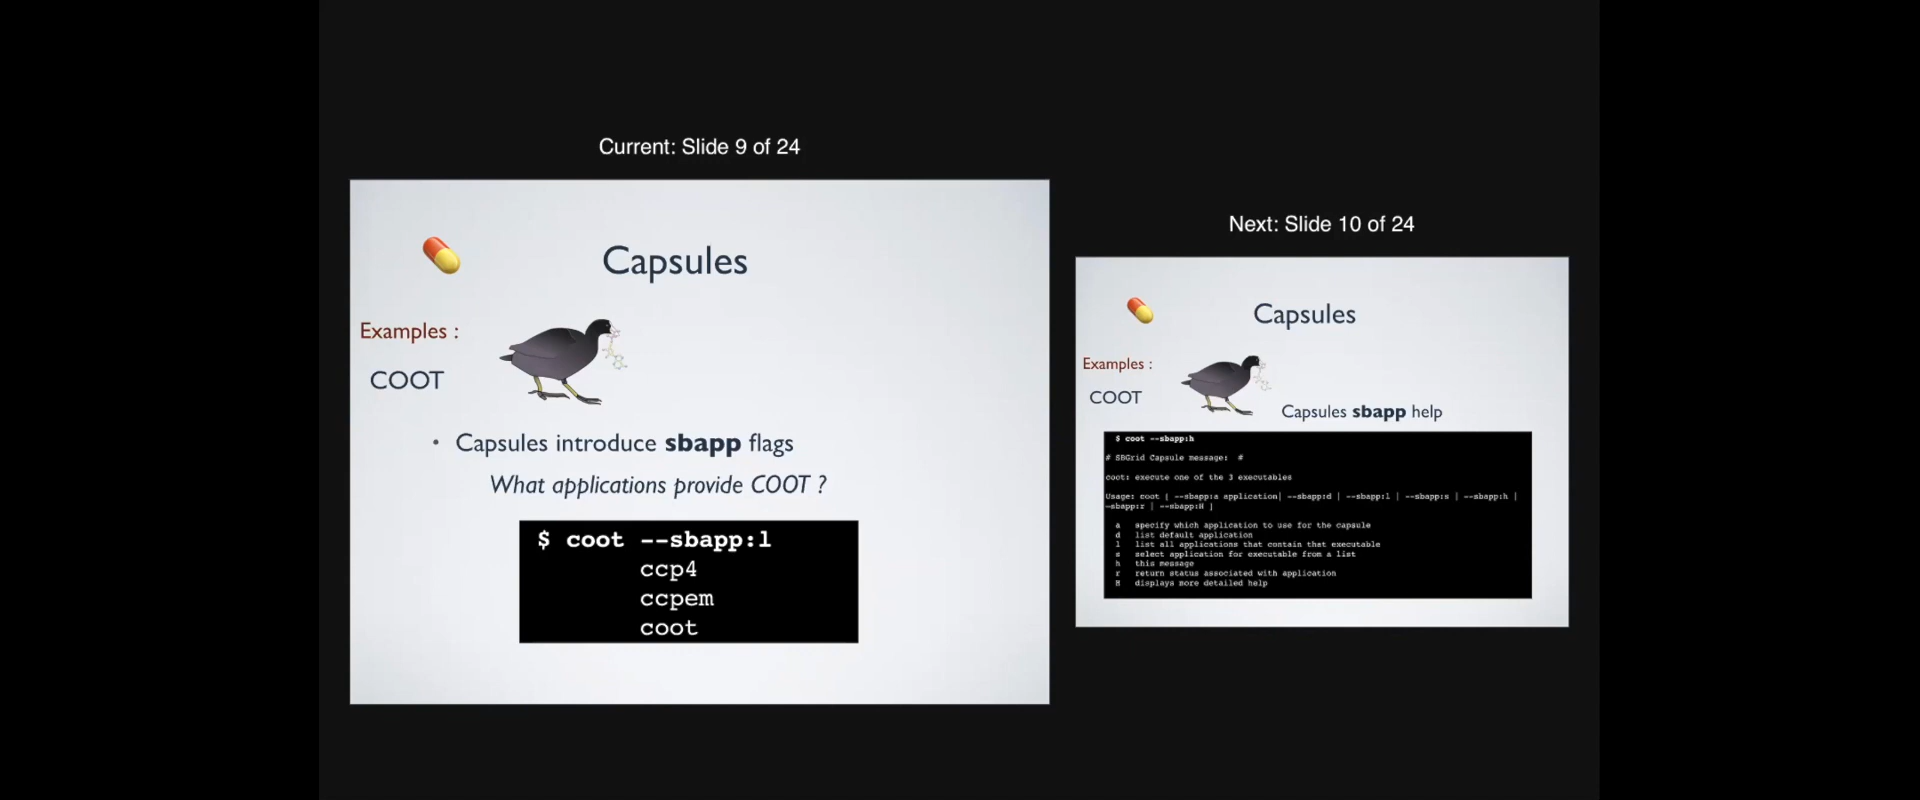 Current: Slide 9 of 24
Capsules
Examples :
COOT
• Capsules introduce sbapp flags
What applications provide COOT ?
$ coot --sbapp:l
ccp4
ccpem
coot
Next: Slide 10 of 24
Capsules
Examples :
COOT
Capsules sbapp help
$ coot --sbapp:h
# SBGrid Capsule message:  #
coot: execute one of the 3 executables
Usage: coot [ --sbapp:a application| --sbapp:d | --sbapp:l | --sbapp:s | --sbapp:h |
--sbapp:r | --sbapp:H ]
a specify which application to use for the capsule
d list default application
l list all applications that contain that executable
s select application for executable from a list
h this message
r return status associated with application
H displays more detailed help